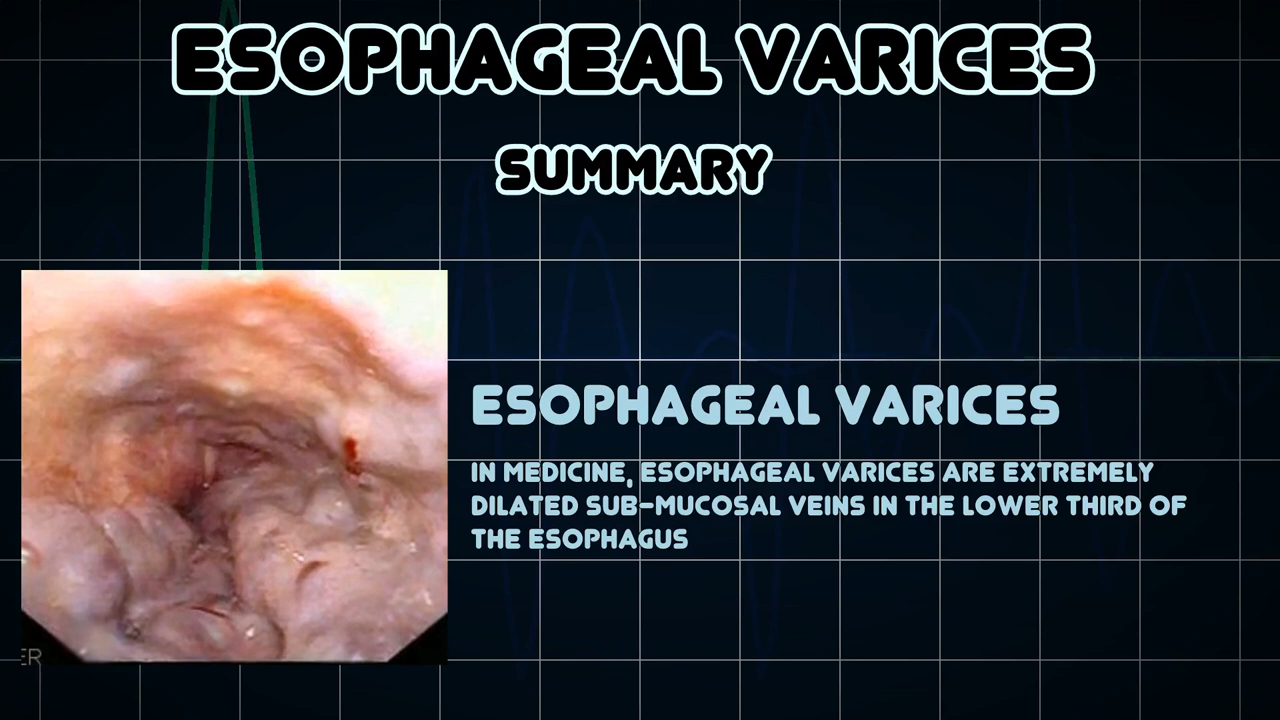 ESOPHAGEAL VARICES
SUMMARY
ESOPHAGEAL VARICES
IN MEDICINE, ESOPHAGEAL VARICES ARE EXTREMELY
DILATED SUB-MUCOSAL VEINS IN THE LOWER THIRD OF
THE ESOPHAGUS
ER